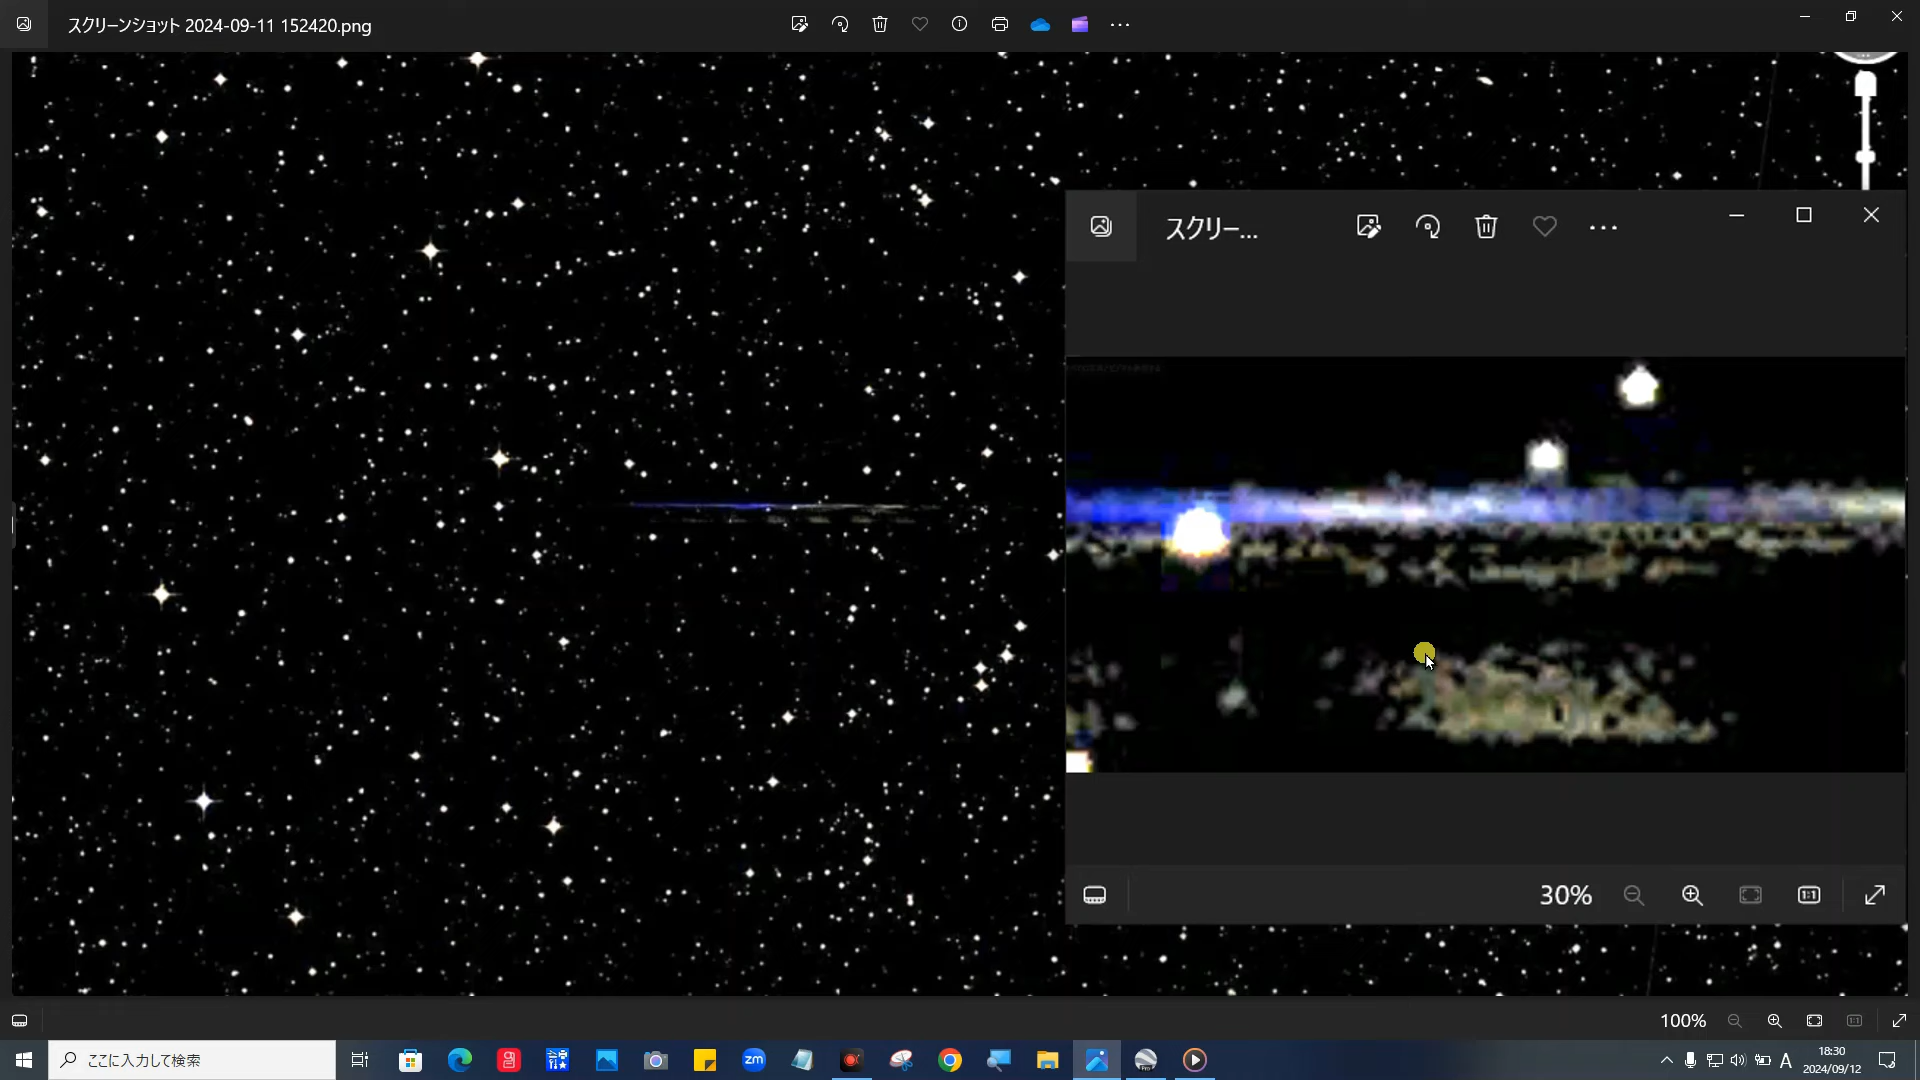 スクリーンショット 2024-09-11 152420.png
スクリー...
30%
100%
ここに入力して検索
zm
A
18:30
2024/09/12